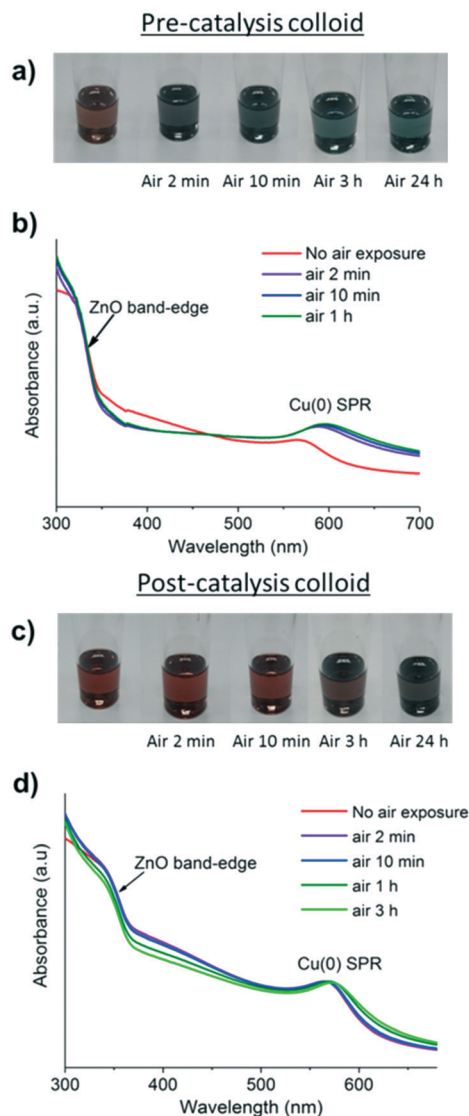 Pre-catalysis colloid
a)
Air 2 min Air 10 min Air 3 h Air 24 h
b)
No air exposure
air 2 min
air 10 min
air 1 h
ZnO band-edge
Cu(0) SPR
Absorbance (a.u.)
300 400 500 600 700
Wavelength (nm)
Post-catalysis colloid
c)
Air 2 min Air 10 min Air 3 h Air 24 h
d)
No air exposure
air 2 min
air 10 min
air 1 h
air 3 h
ZnO band-edge
Cu(0) SPR
Absorbance (a.u)
300 400 500 600
Wavelength (nm)